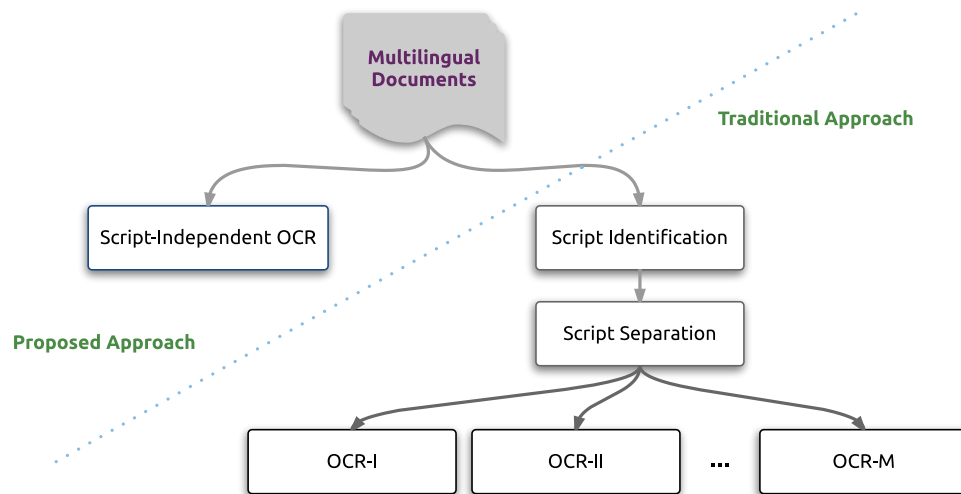 Multilingual
Documents
Traditional Approach
Script-Independent OCR
Script Identification
Script Separation
Proposed Approach
OCR-I
OCR-II
...
OCR-M